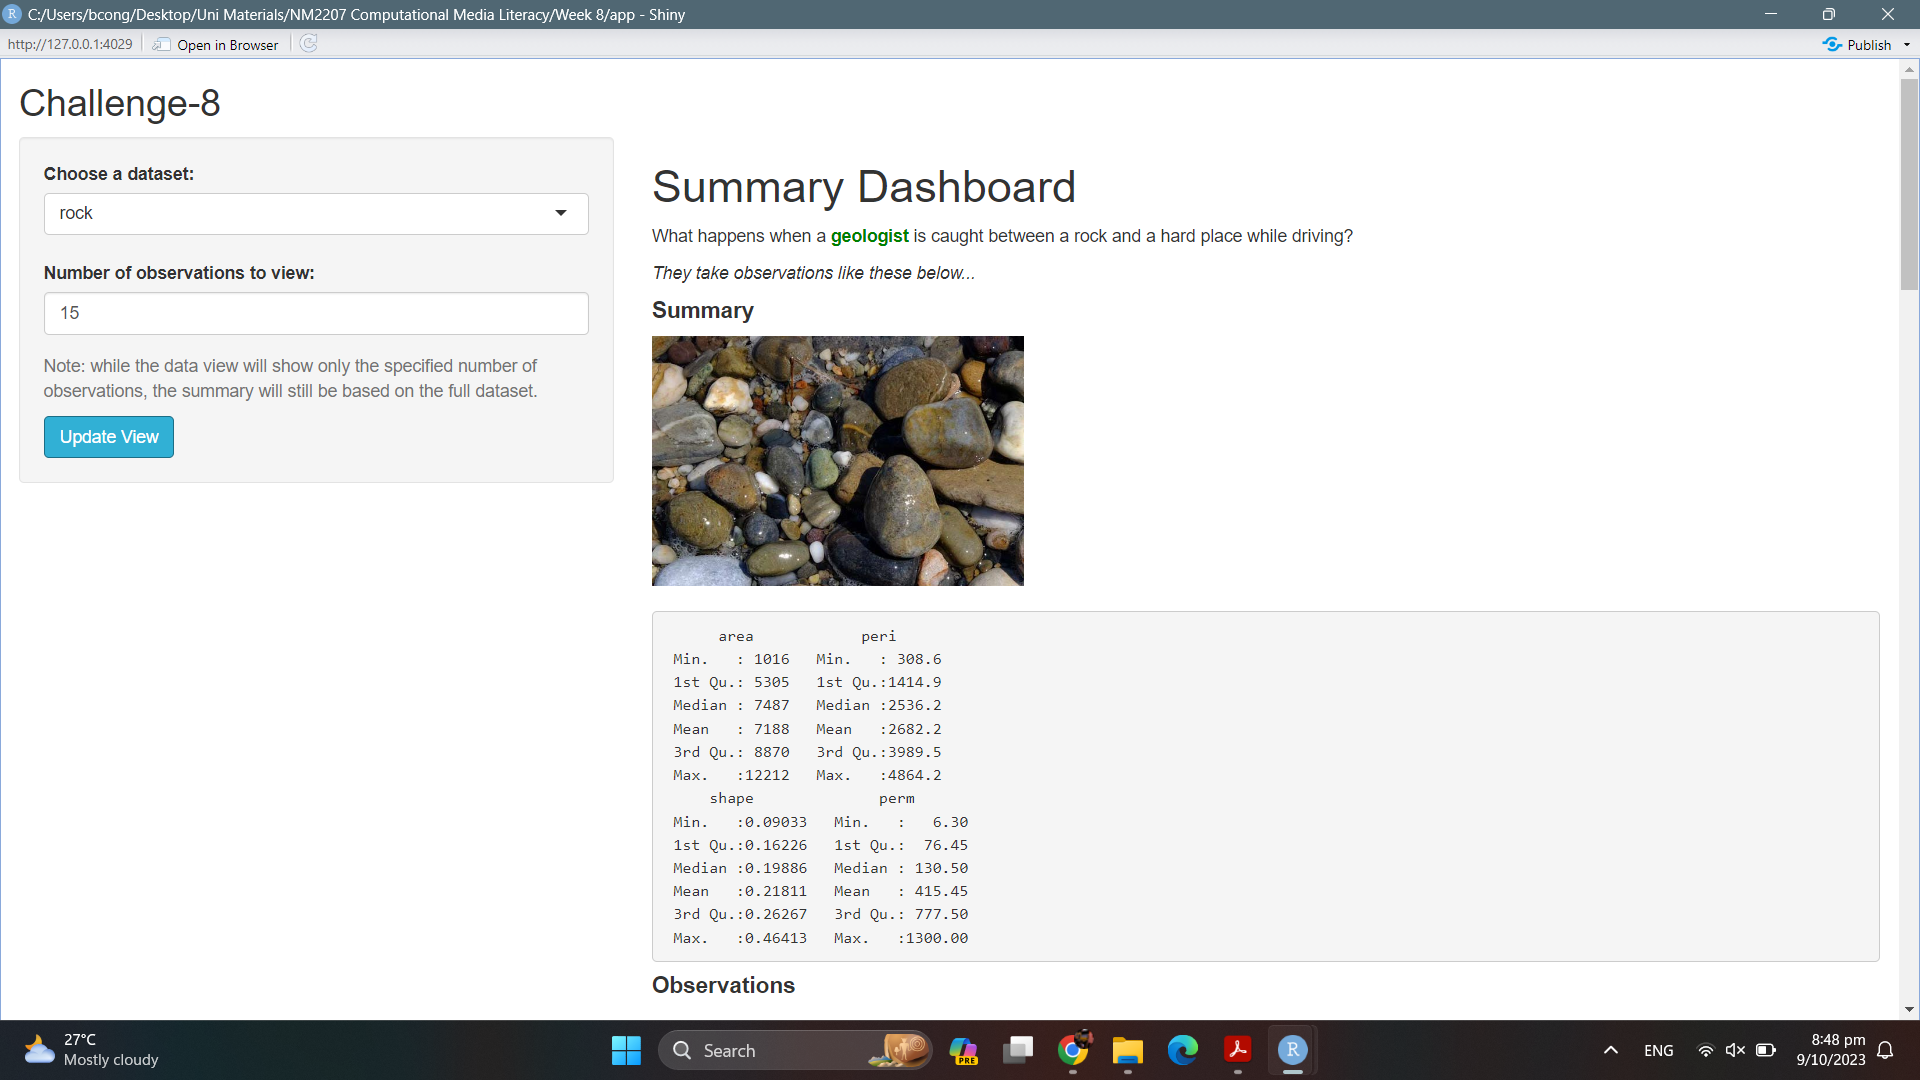 R C:/Users/bcong/Desktop/Uni Materials/NM2207 Computational Media Literacy/Week 8/app - Shiny
http://127.0.0.1:4029 Open in Browser Publish
Challenge-8
Choose a dataset:
rock
Number of observations to view:
15
Note: while the data view will show only the specified number of
observations, the summary will still be based on the full dataset.
Update View
Summary Dashboard
What happens when a geologist is caught between a rock and a hard place while driving?
They take observations like these below...
Summary
area peri
Min. : 1016 Min. : 308.6
1st Qu.: 5305 1st Qu.:1414.9
Median : 7487 Median :2536.2
Mean : 7188 Mean :2682.2
3rd Qu.: 8870 3rd Qu.:3989.5
Max. :12212 Max. :4864.2
shape perm
Min. :0.09033 Min. : 6.30
1st Qu.:0.16226 1st Qu.: 76.45
Median :0.19886 Median : 130.50
Mean :0.21811 Mean : 415.45
3rd Qu.:0.26267 3rd Qu.: 777.50
Max. :0.46413 Max. :1300.00
Observations
27°C
Mostly cloudy
Search
PRE
R
ENG
8:48 pm
9/10/2023